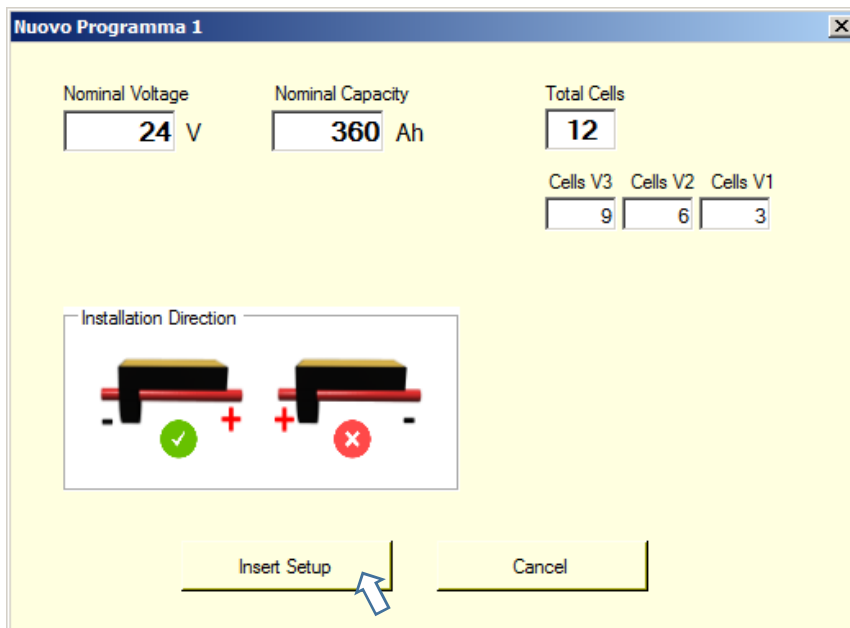 Nuovo Programma 1
Nominal Voltage Nominal Capacity Total Cells
24 V 360 Ah 12
Cells V3 Cells V2 Cells V1
9 6 3
Installation Direction
- + + -
Insert Setup Cancel